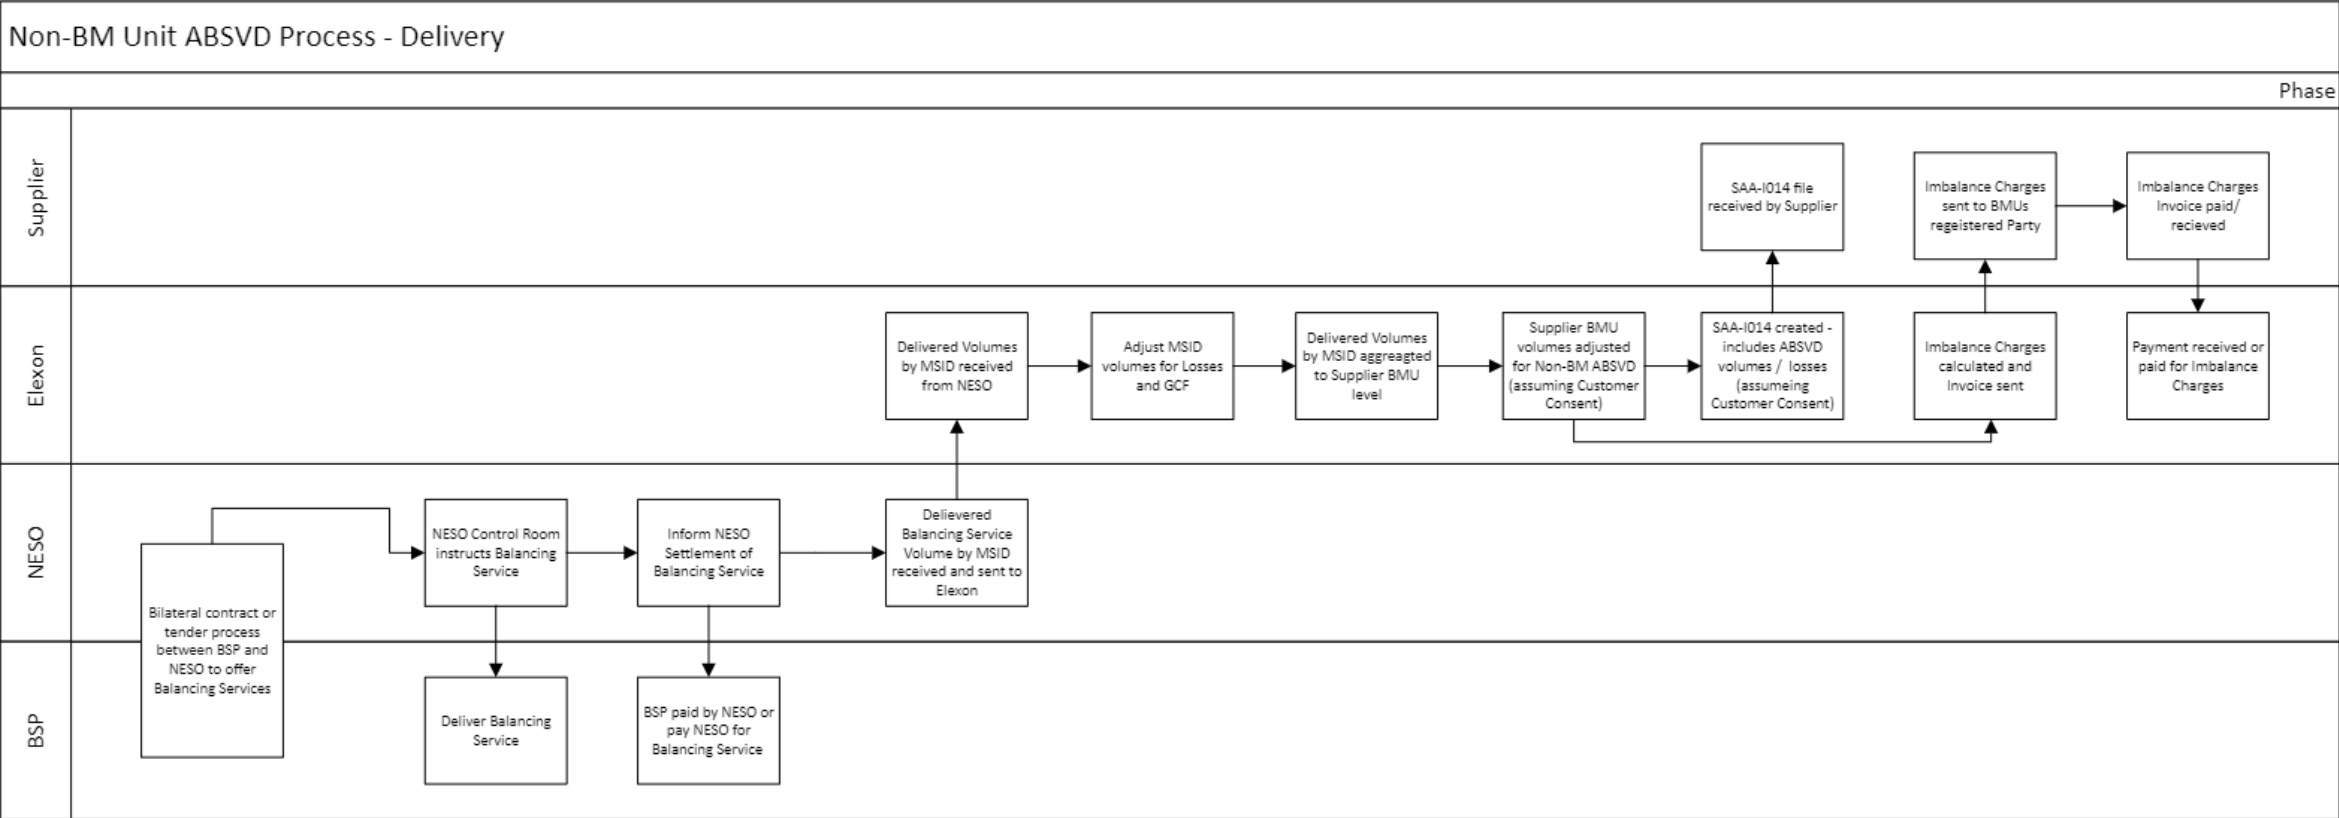 Non-BM Unit ABSVD Process - Delivery
Phase
Supplier
SAA-I014 file
received by Supplier
Imbalance Charges
sent to BMUs
regeistered Party
Imbalance Charges
Invoice paid/
recieved
Elexon
Delivered Volumes
by MSID received
from NESO
Adjust MSID
volumes for Losses
and GCF
Delivered Volumes
by MSID aggreagted
to Supplier BMU
level
Supplier BMU
volumes adjusted
for Non-BM ABSVD
(assuming Customer
Consent)
SAA-I014 created -
includes ABSVD
volumes / losses
(assumeing
Customer Consent)
Imbalance Charges
calculated and
Invoice sent
Payment received or
paid for Imbalance
Charges
NESO
Bilateral contract or
tender process
between BSP and
NESO to offer
Balancing Services
NESO Control Room
instructs Balancing
Service
Inform NESO
Settlement of
Balancing Service
Delievered
Balancing Service
Volume by MSID
received and sent to
Elexon
BSP
Deliver Balancing
Service
BSP paid by NESO or
pay NESO for
Balancing Service